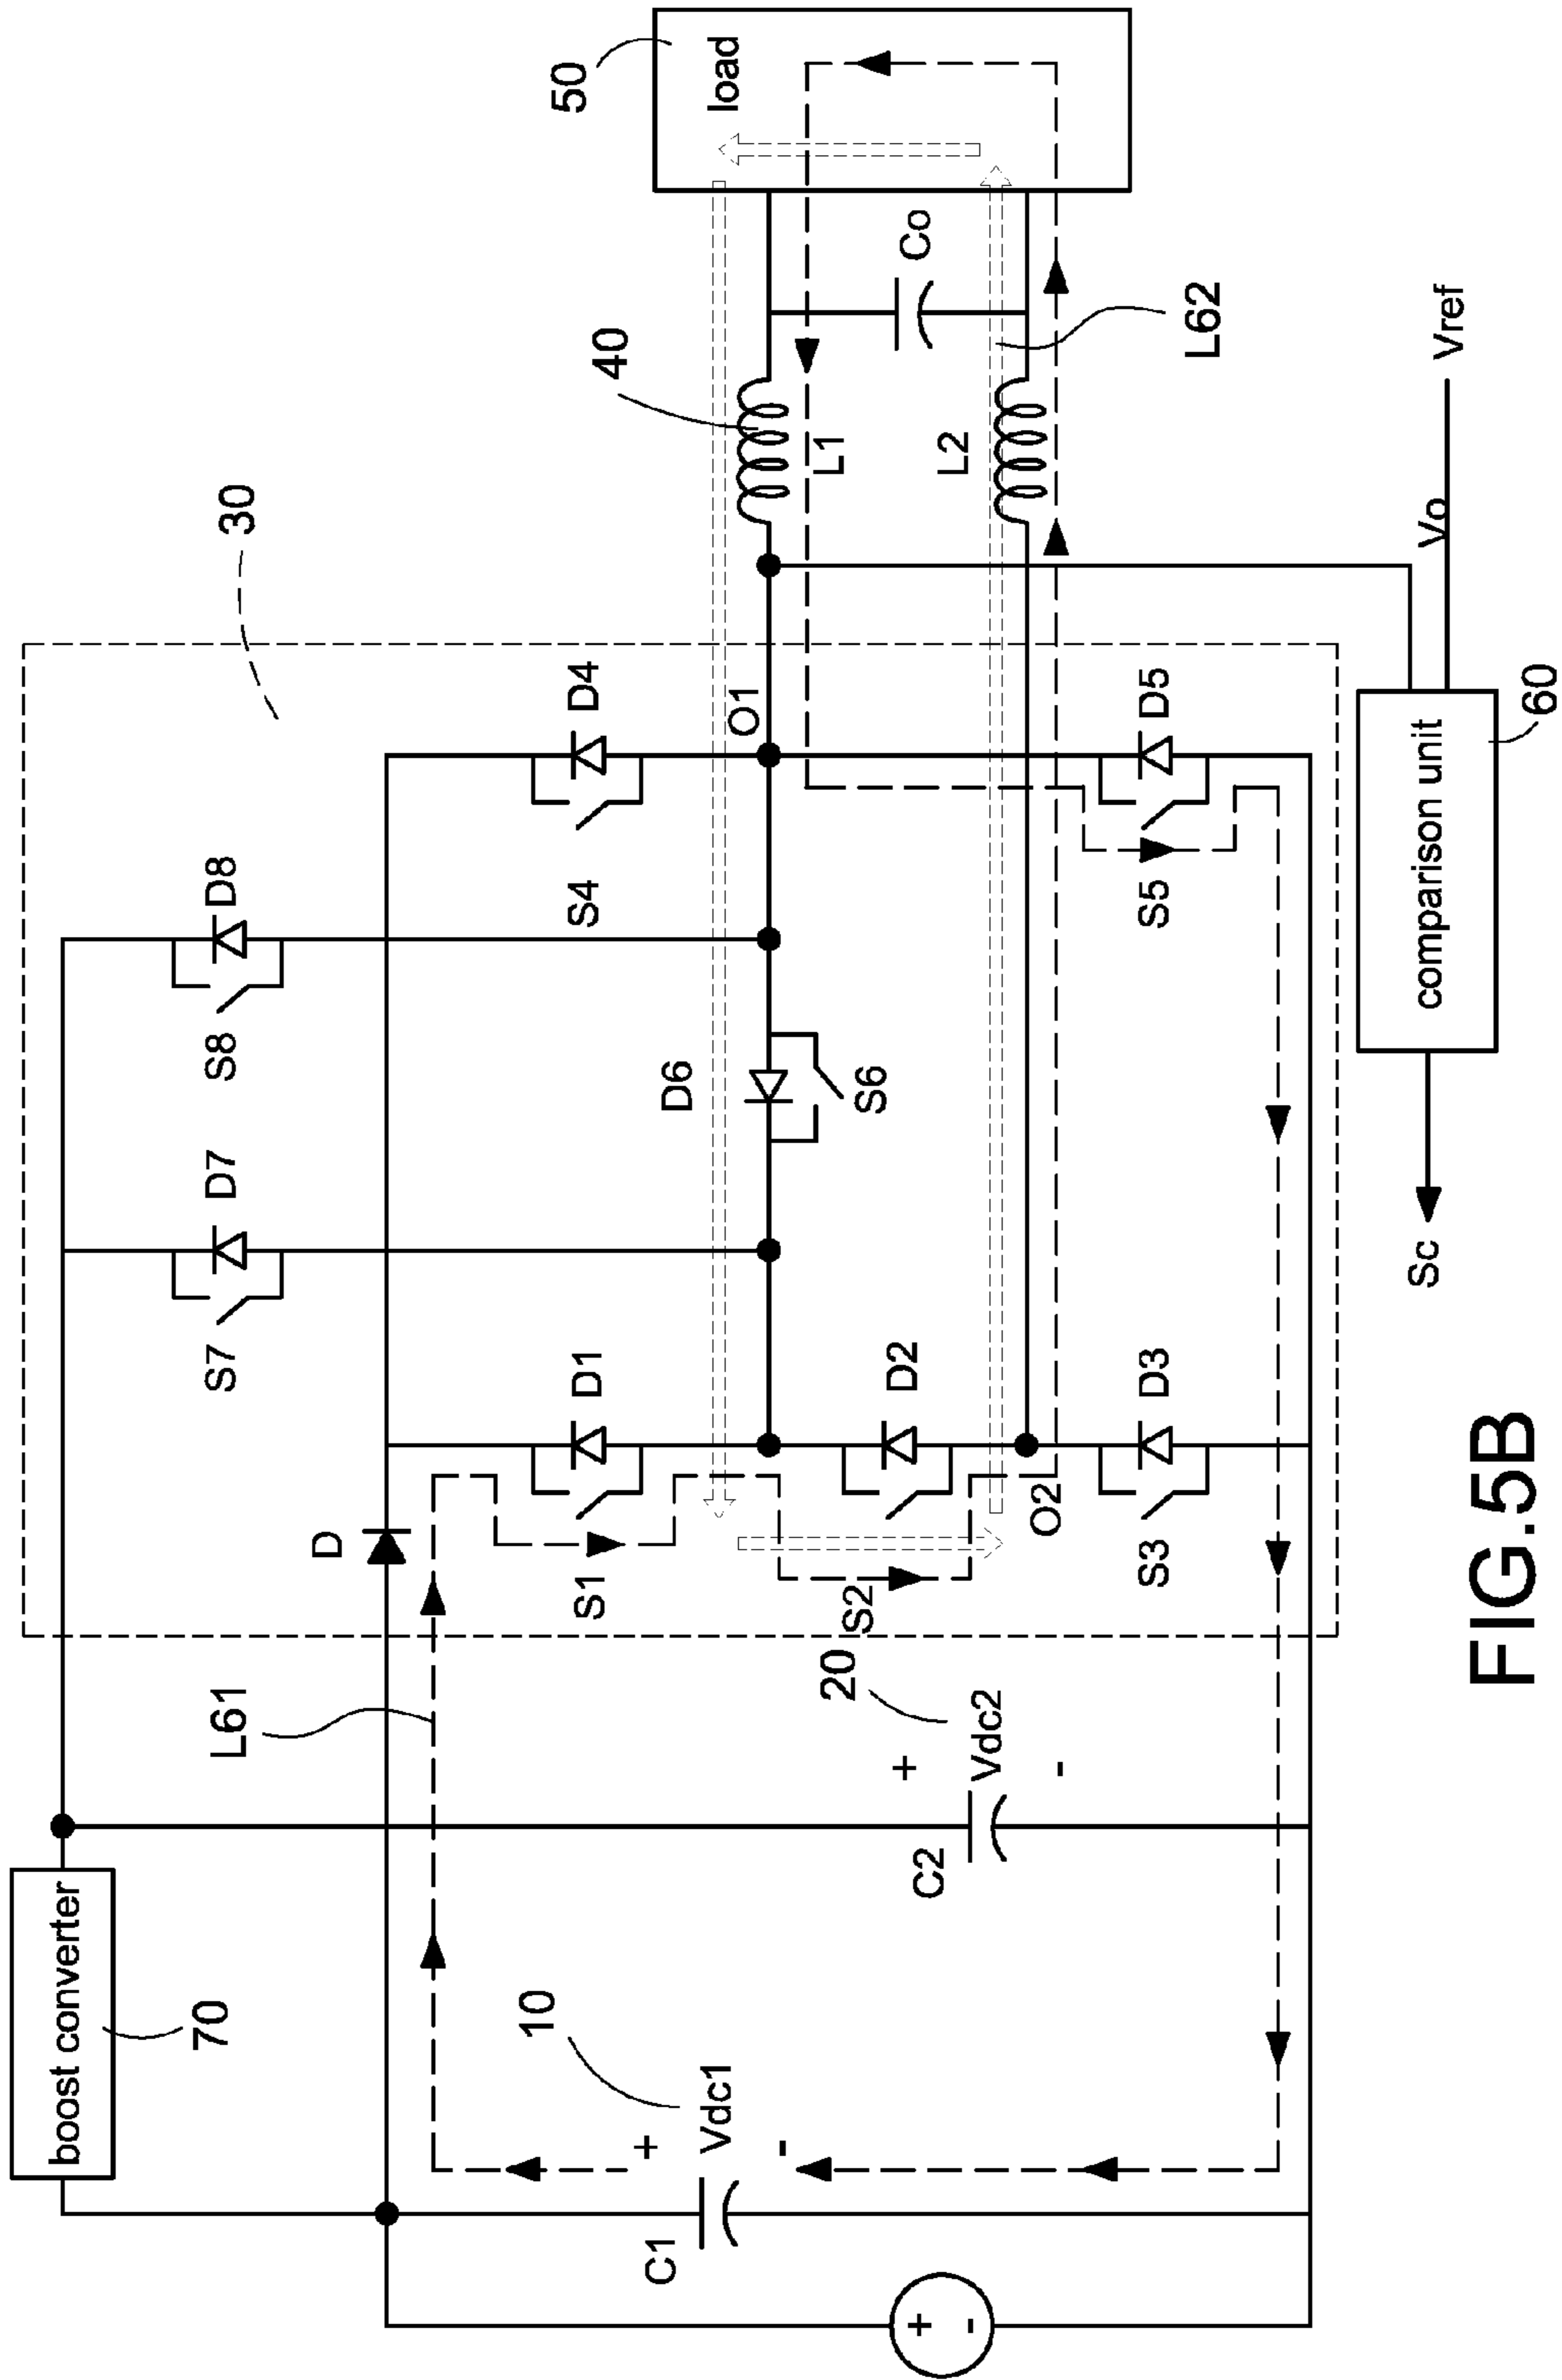 boost converter
70
L61
D
S7
D7
S8
D8
30
S1
D1
S4
D4
D6
S6
O1
40
L1
L2
50
load
Co
L62
10
C1
+
Vdc1
-
20
C2
+
Vdc2
-
+
-
S2
D2
O2
S3
D3
S5
D5
Vo
Vref
comparison unit
60
Sc
FIG.5B